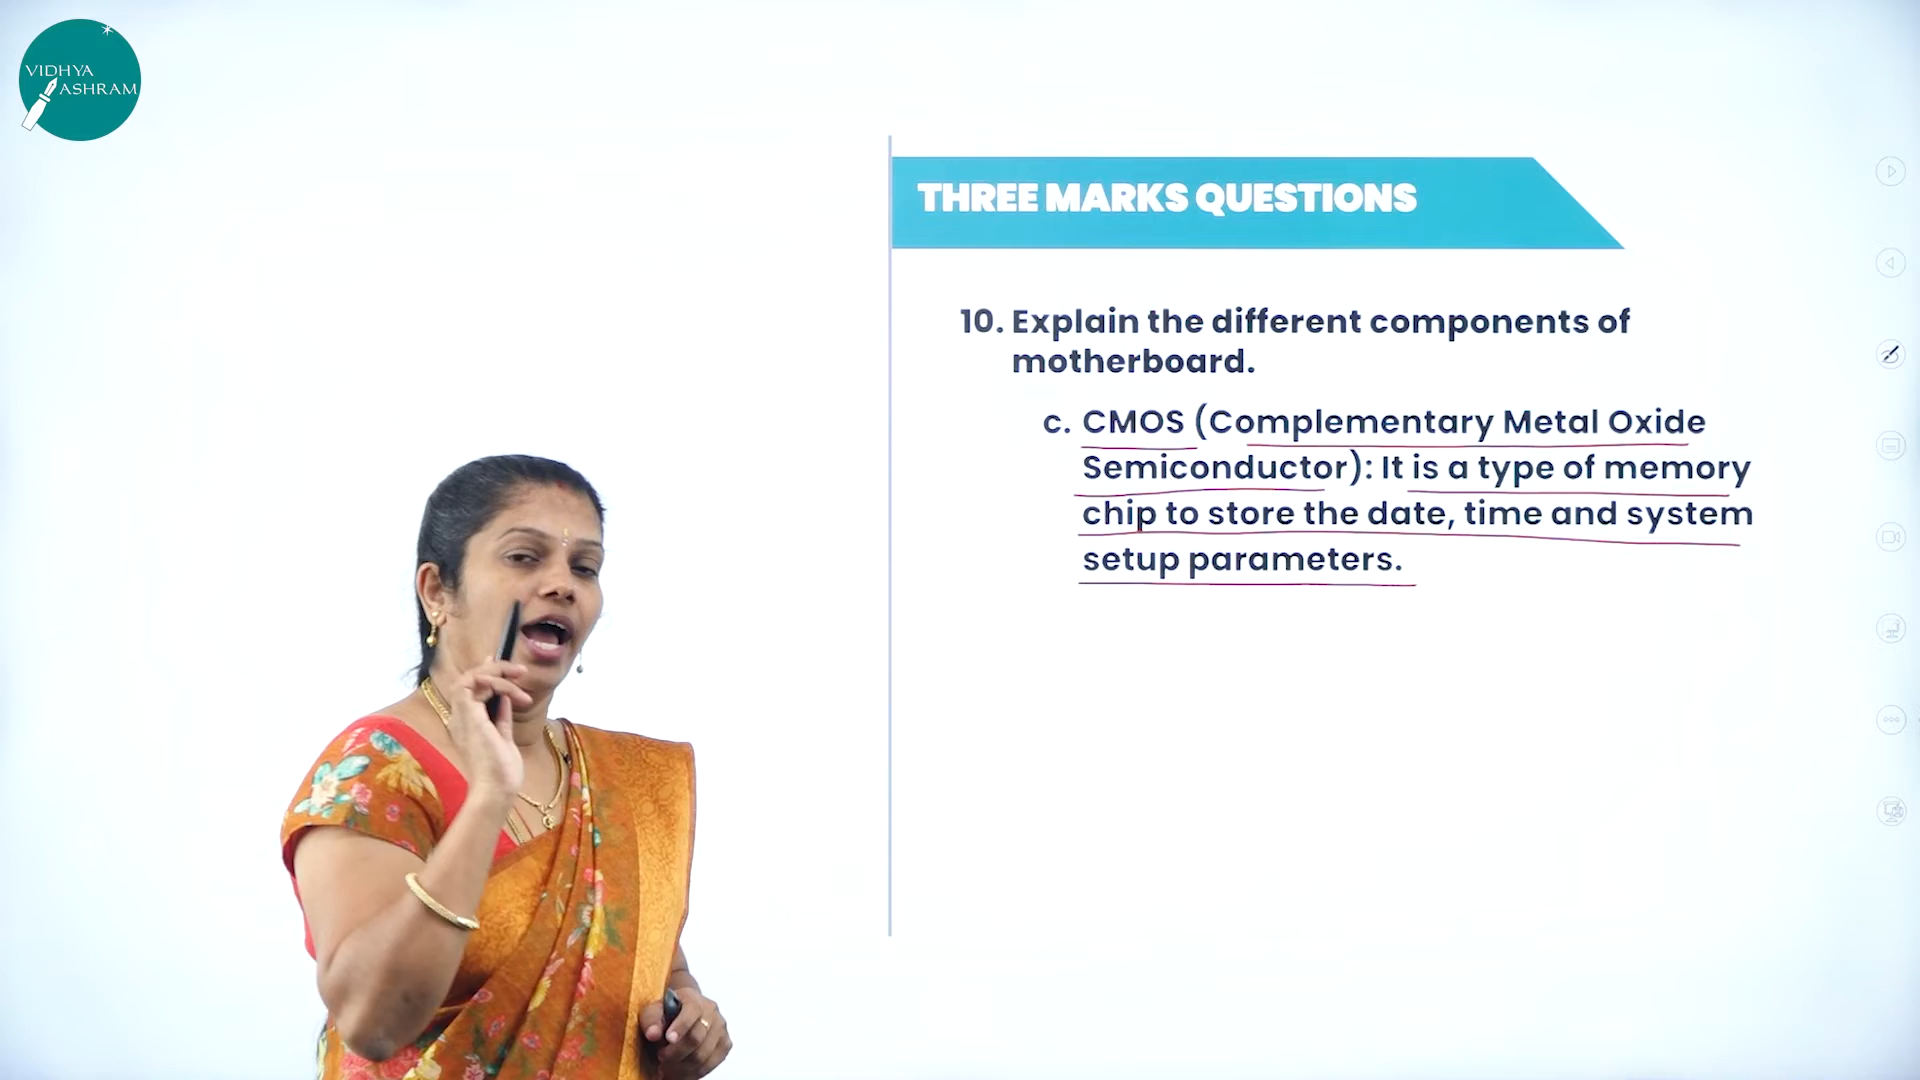 VIDHYA
ASHRAM
THREE MARKS QUESTIONS
10. Explain the different components of
motherboard.
c. CMOS (Complementary Metal Oxide
Semiconductor): It is a type of memory
chip to store the date, time and system
setup parameters.